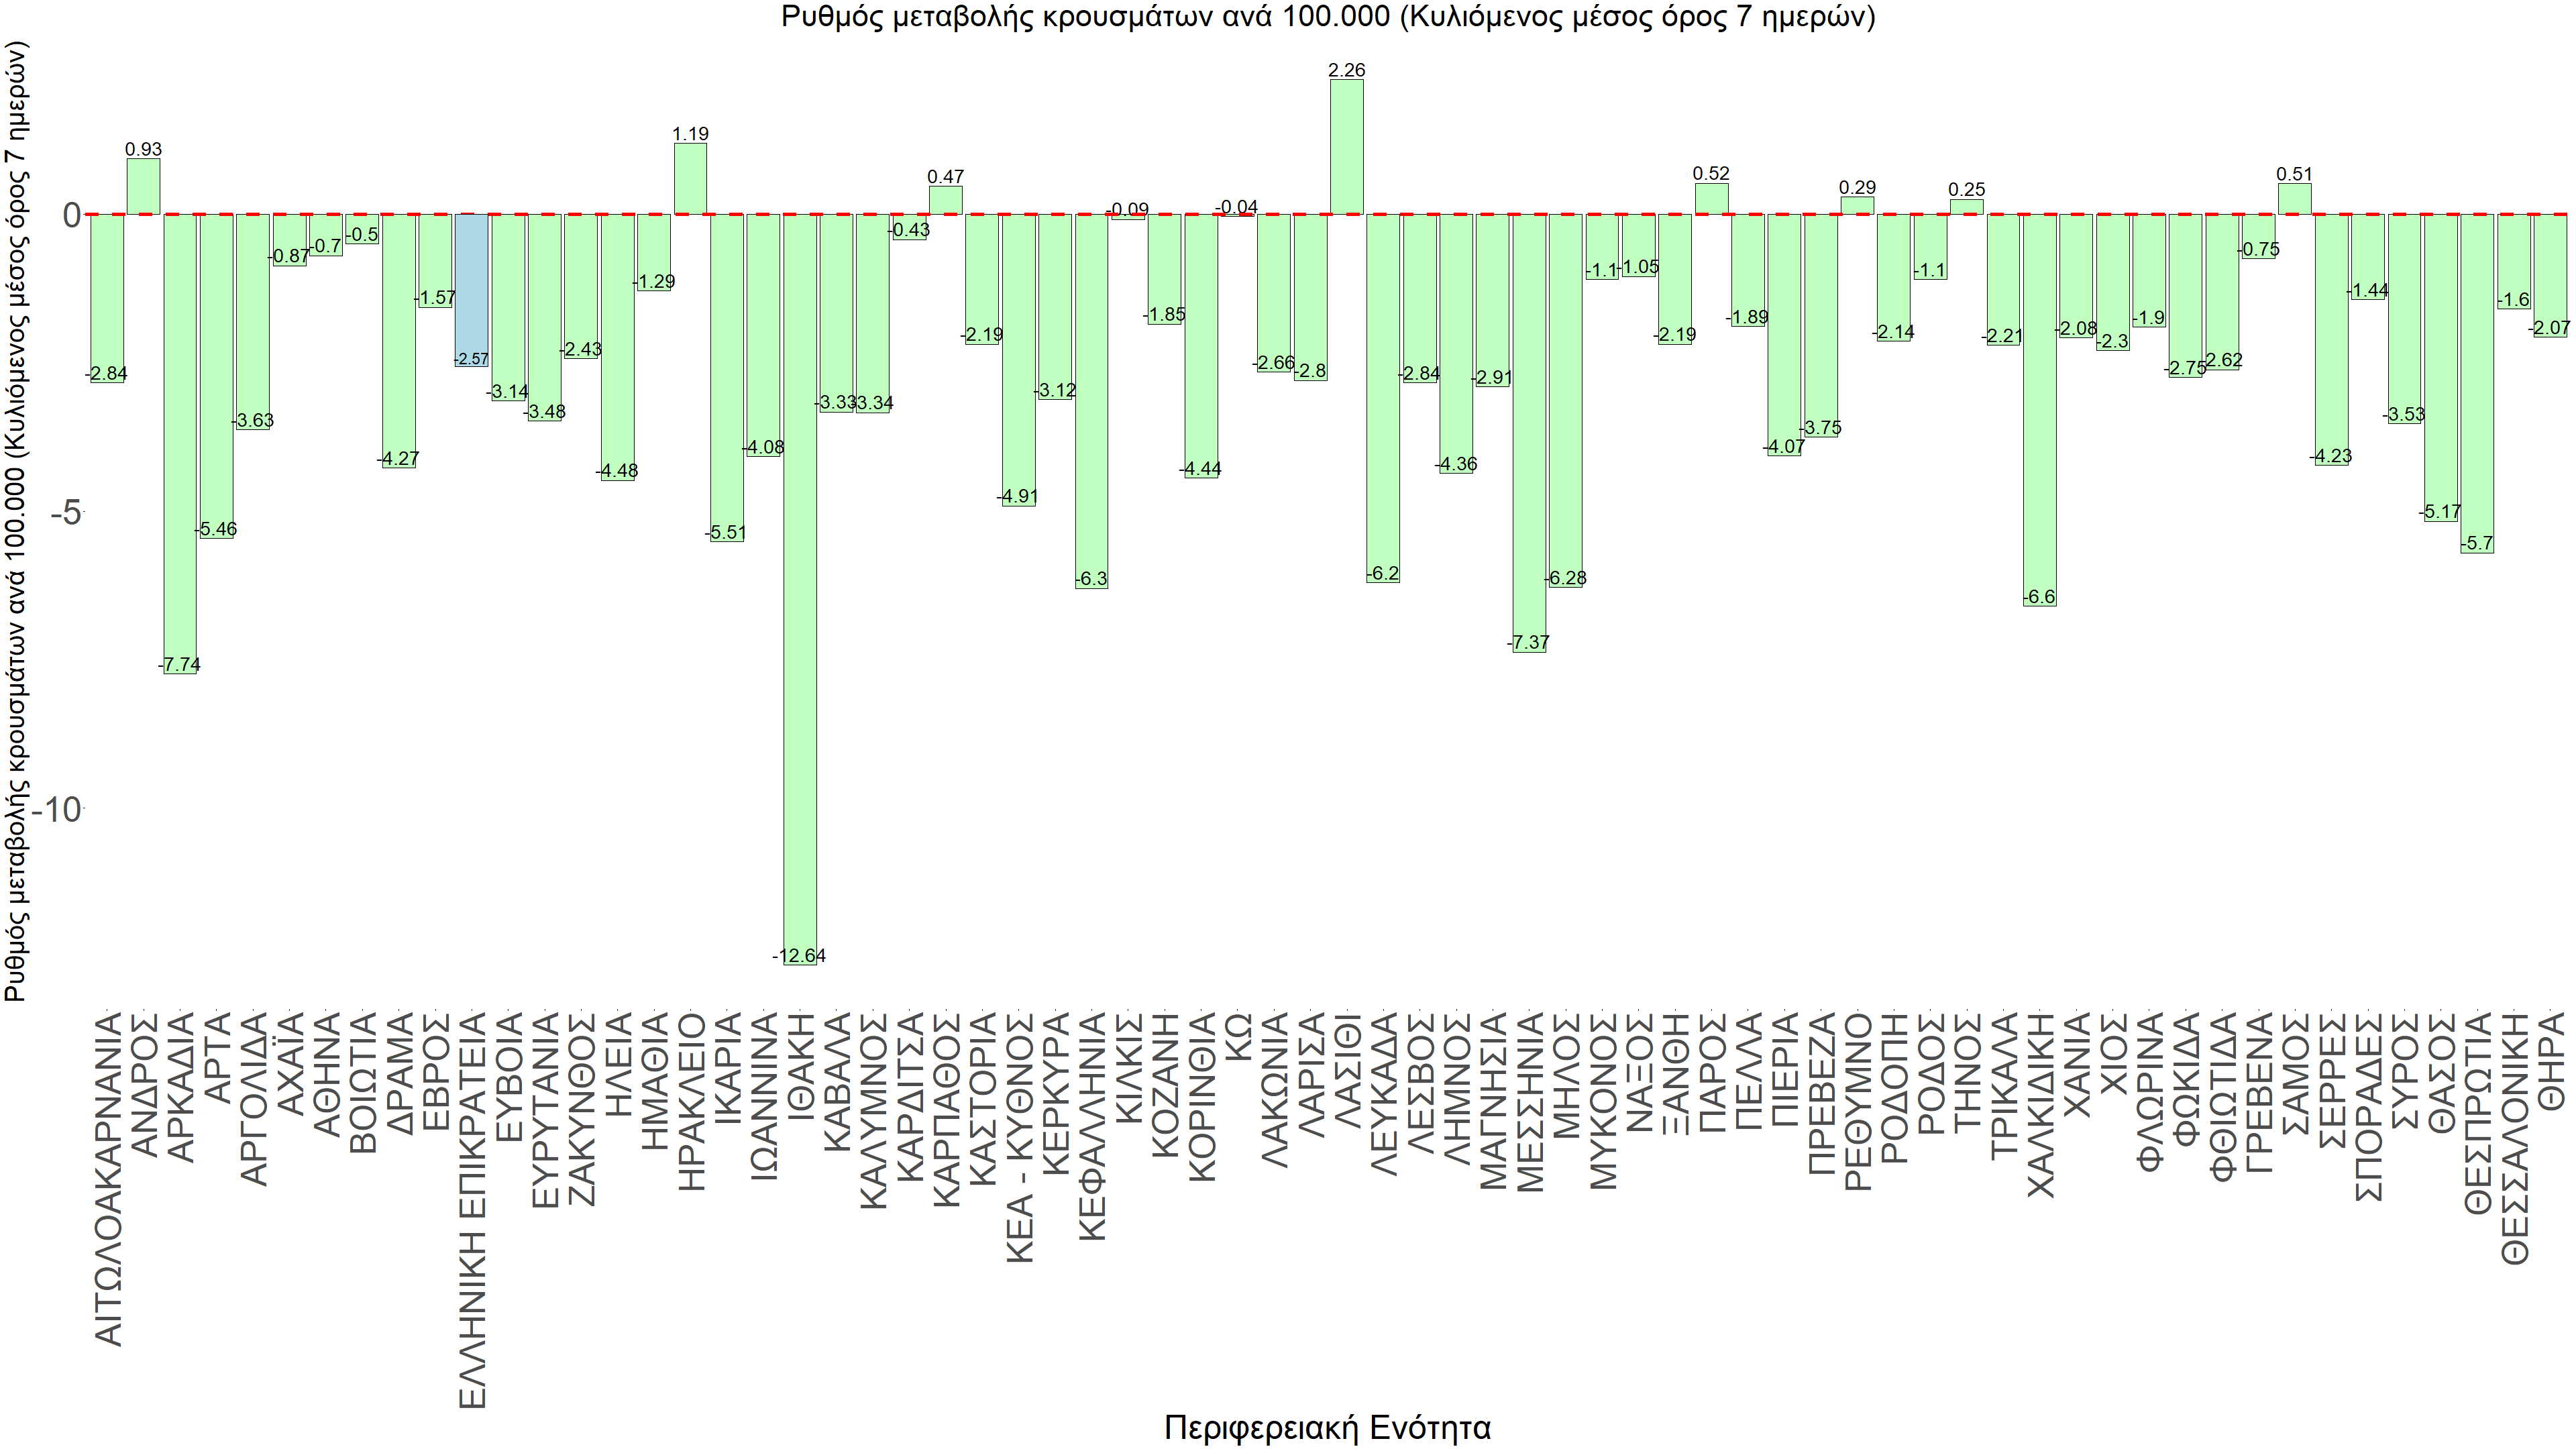 Ρυθμός μεταβολής κρουσμάτων ανά 100.000 (Κυλιόμενος μέσος όρος 7 ημερών)
Ρυθμός μεταβολής κρουσμάτων ανά 100.000 (Κυλιόμενος μέσος όρος 7 ημερών)
0
-5
-10
-2.84
0.93
-7.74
-5.46
-3.63
-0.87
-0.7
-0.5
-4.27
-1.57
-2.57
-3.14
-3.48
-2.43
-4.48
-1.29
1.19
-5.51
-4.08
-12.64
-3.33
-3.34
-0.43
0.47
-2.19
-4.91
-3.12
-6.3
-0.09
-1.85
-4.44
-0.04
-2.66
-2.8
2.26
-6.2
-2.84
-4.36
-2.91
-7.37
-6.28
-1.1
-1.05
-2.19
0.52
-1.89
-4.07
-3.75
0.29
-2.14
-1.1
0.25
-2.21
-6.6
-2.08
-2.3
-1.9
-2.75
-2.62
-0.75
0.51
-4.23
-1.44
-3.53
-5.17
-5.7
-1.6
-2.07
ΑΙΤΩΛΟΑΚΑΡΝΑΝΙΑ
ΑΝΔΡΟΣ
ΑΡΚΑΔΙΑ
ΑΡΤΑ
ΑΡΓΟΛΙΔΑ
ΑΧΑΪΑ
ΑΘΗΝΑ
ΒΟΙΩΤΙΑ
ΔΡΑΜΑ
ΕΒΡΟΣ
ΕΛΛΗΝΙΚΗ ΕΠΙΚΡΑΤΕΙΑ
ΕΥΒΟΙΑ
ΕΥΡΥΤΑΝΙΑ
ΖΑΚΥΝΘΟΣ
ΗΛΕΙΑ
ΗΜΑΘΙΑ
ΗΡΑΚΛΕΙΟ
ΙΚΑΡΙΑ
ΙΩΑΝΝΙΝΑ
ΙΘΑΚΗ
ΚΑΒΑΛΑ
ΚΑΛΥΜΝΟΣ
ΚΑΡΔΙΤΣΑ
ΚΑΡΠΑΘΟΣ
ΚΑΣΤΟΡΙΑ
ΚΕΑ - ΚΥΘΝΟΣ
ΚΕΡΚΥΡΑ
ΚΕΦΑΛΛΗΝΙΑ
ΚΙΛΚΙΣ
ΚΟΖΑΝΗ
ΚΟΡΙΝΘΙΑ
ΚΩ
ΛΑΚΩΝΙΑ
ΛΑΡΙΣΑ
ΛΑΣΙΘΙ
ΛΕΥΚΑΔΑ
ΛΕΣΒΟΣ
ΛΗΜΝΟΣ
ΜΑΓΝΗΣΙΑ
ΜΕΣΣΗΝΙΑ
ΜΗΛΟΣ
ΜΥΚΟΝΟΣ
ΝΑΞΟΣ
ΞΑΝΘΗ
ΠΑΡΟΣ
ΠΕΛΛΑ
ΠΙΕΡΙΑ
ΠΡΕΒΕΖΑ
ΡΕΘΥΜΝΟ
ΡΟΔΟΠΗ
ΡΟΔΟΣ
ΤΗΝΟΣ
ΤΡΙΚΑΛΑ
ΧΑΛΚΙΔΙΚΗ
ΧΑΝΙΑ
ΧΙΟΣ
ΦΛΩΡΙΝΑ
ΦΩΚΙΔΑ
ΦΘΙΩΤΙΔΑ
ΓΡΕΒΕΝΑ
ΣΑΜΟΣ
ΣΕΡΡΕΣ
ΣΠΟΡΑΔΕΣ
ΣΥΡΟΣ
ΘΑΣΟΣ
ΘΕΣΠΡΩΤΙΑ
ΘΕΣΣΑΛΟΝΙΚΗ
ΘΗΡΑ
Περιφερειακή Ενότητα